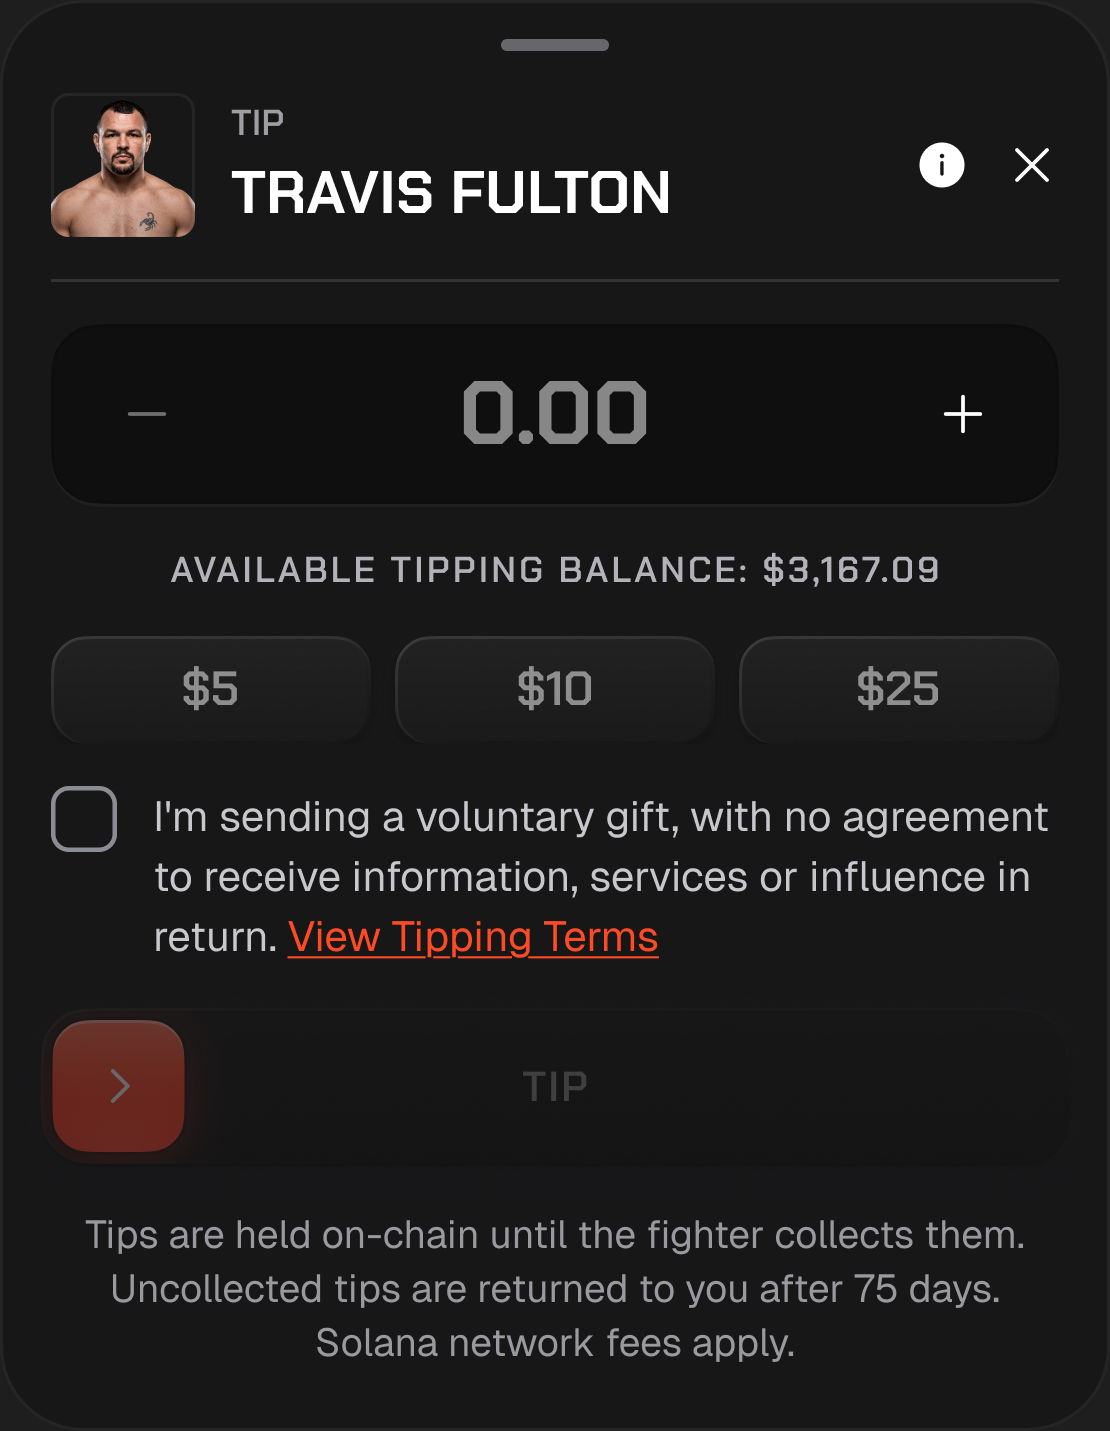 TIP
TRAVIS FULTON
0.00
AVAILABLE TIPPING BALANCE: $3,167.09
$5 $10 $25
I'm sending a voluntary gift, with no agreement
to receive information, services or influence in
return. View Tipping Terms
TIP
Tips are held on-chain until the fighter collects them.
Uncollected tips are returned to you after 75 days.
Solana network fees apply.